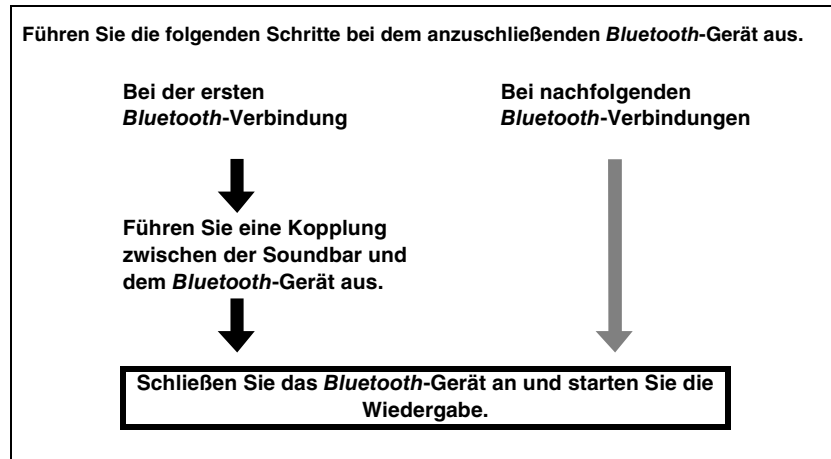 Führen Sie die folgenden Schritte bei dem anzuschließenden Bluetooth-Gerät aus.
Bei der ersten
Bluetooth-Verbindung
Bei nachfolgenden
Bluetooth-Verbindungen
Führen Sie eine Kopplung
zwischen der Soundbar und
dem Bluetooth-Gerät aus.
Schließen Sie das Bluetooth-Gerät an und starten Sie die
Wiedergabe.